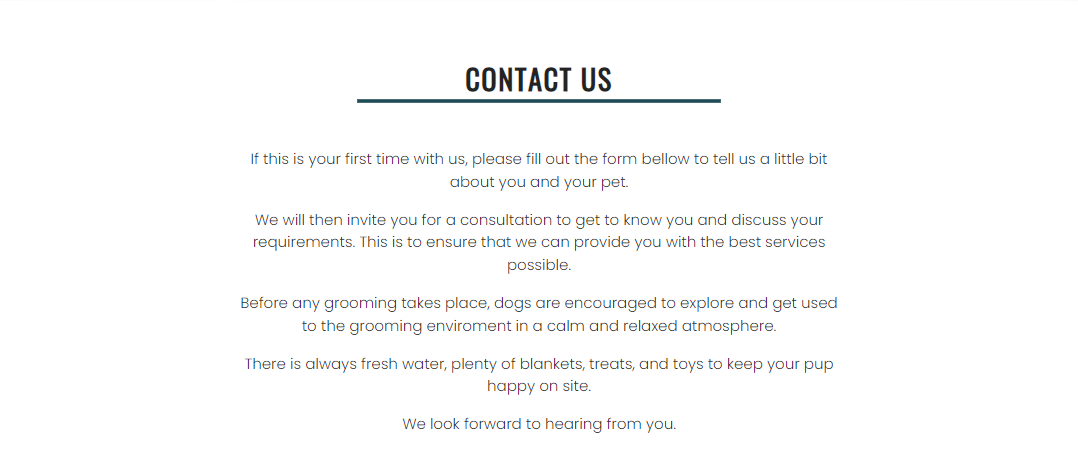 CONTACT US
If this is your first time with us, please fill out the form bellow to tell us a little bit
about you and your pet.
We will then invite you for a consultation to get to know you and discuss your
requirements. This is to ensure that we can provide you with the best services
possible.
Before any grooming takes place, dogs are encouraged to explore and get used
to the grooming enviroment in a calm and relaxed atmosphere.
There is always fresh water, plenty of blankets, treats, and toys to keep your pup
happy on site.
We look forward to hearing from you.